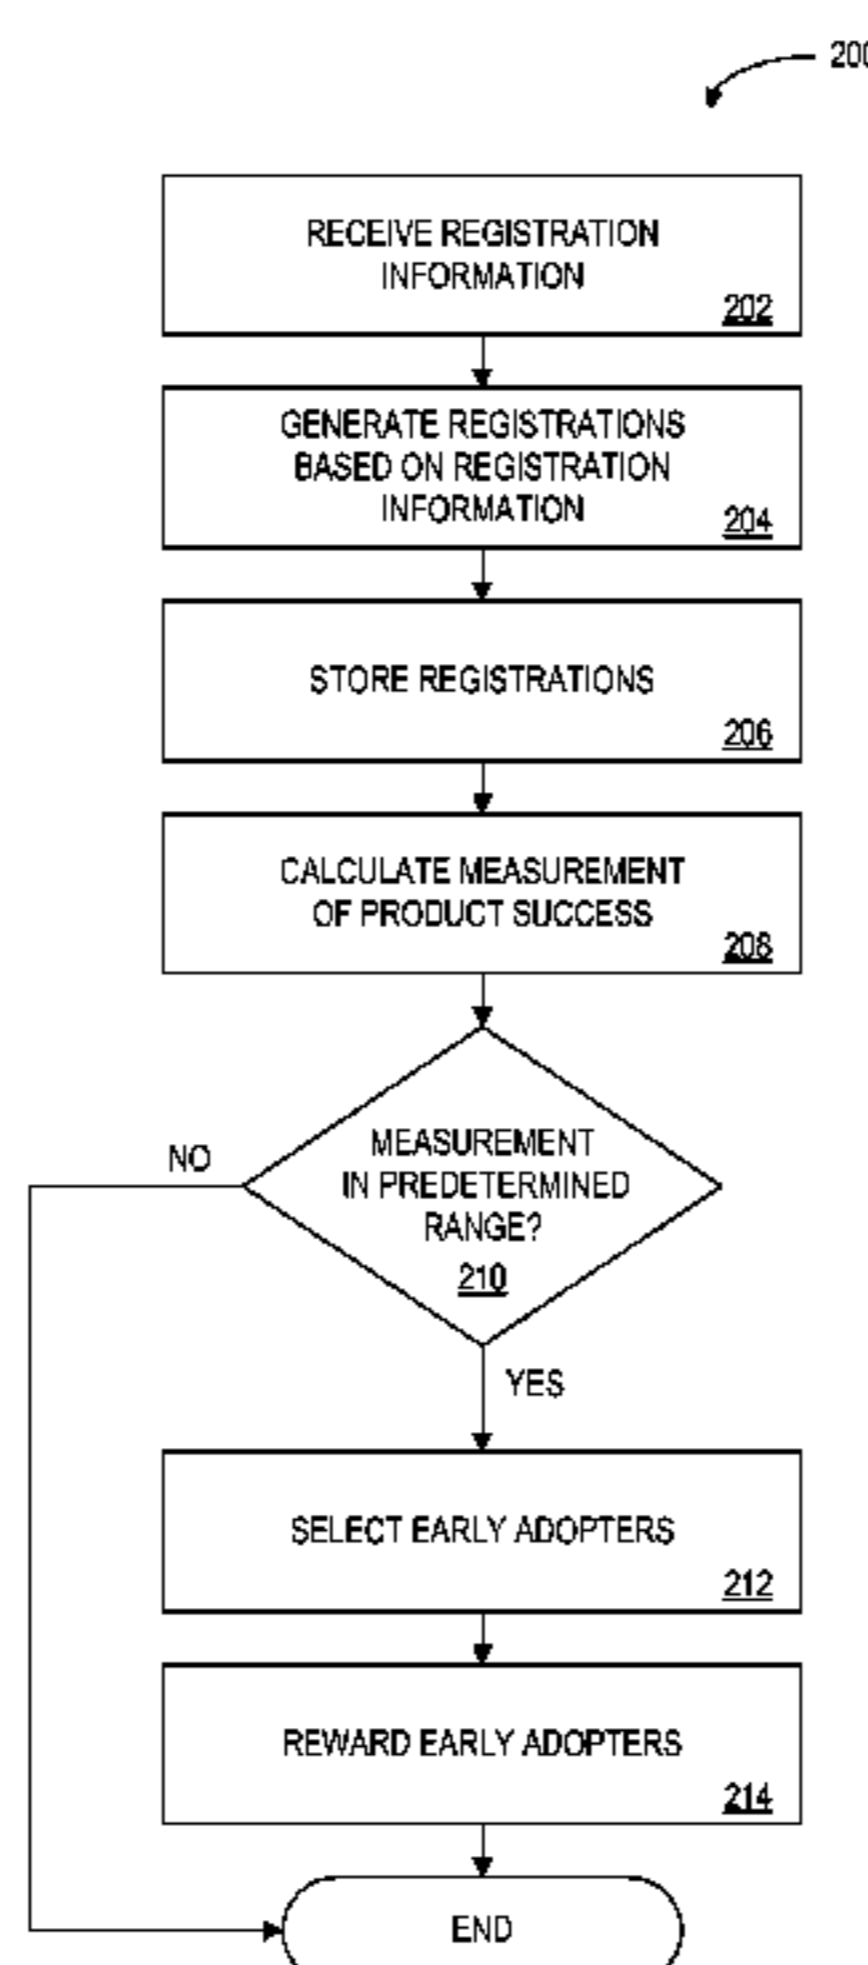 200
RECEIVE REGISTRATION
INFORMATION
202
GENERATE REGISTRATIONS
BASED ON REGISTRATION
INFORMATION
204
STORE REGISTRATIONS
206
CALCULATE MEASUREMENT
OF PRODUCT SUCCESS
208
NO
MEASUREMENT
IN PREDETERMINED
RANGE?
210
YES
SELECT EARLY ADOPTERS
212
REWARD EARLY ADOPTERS
214
END